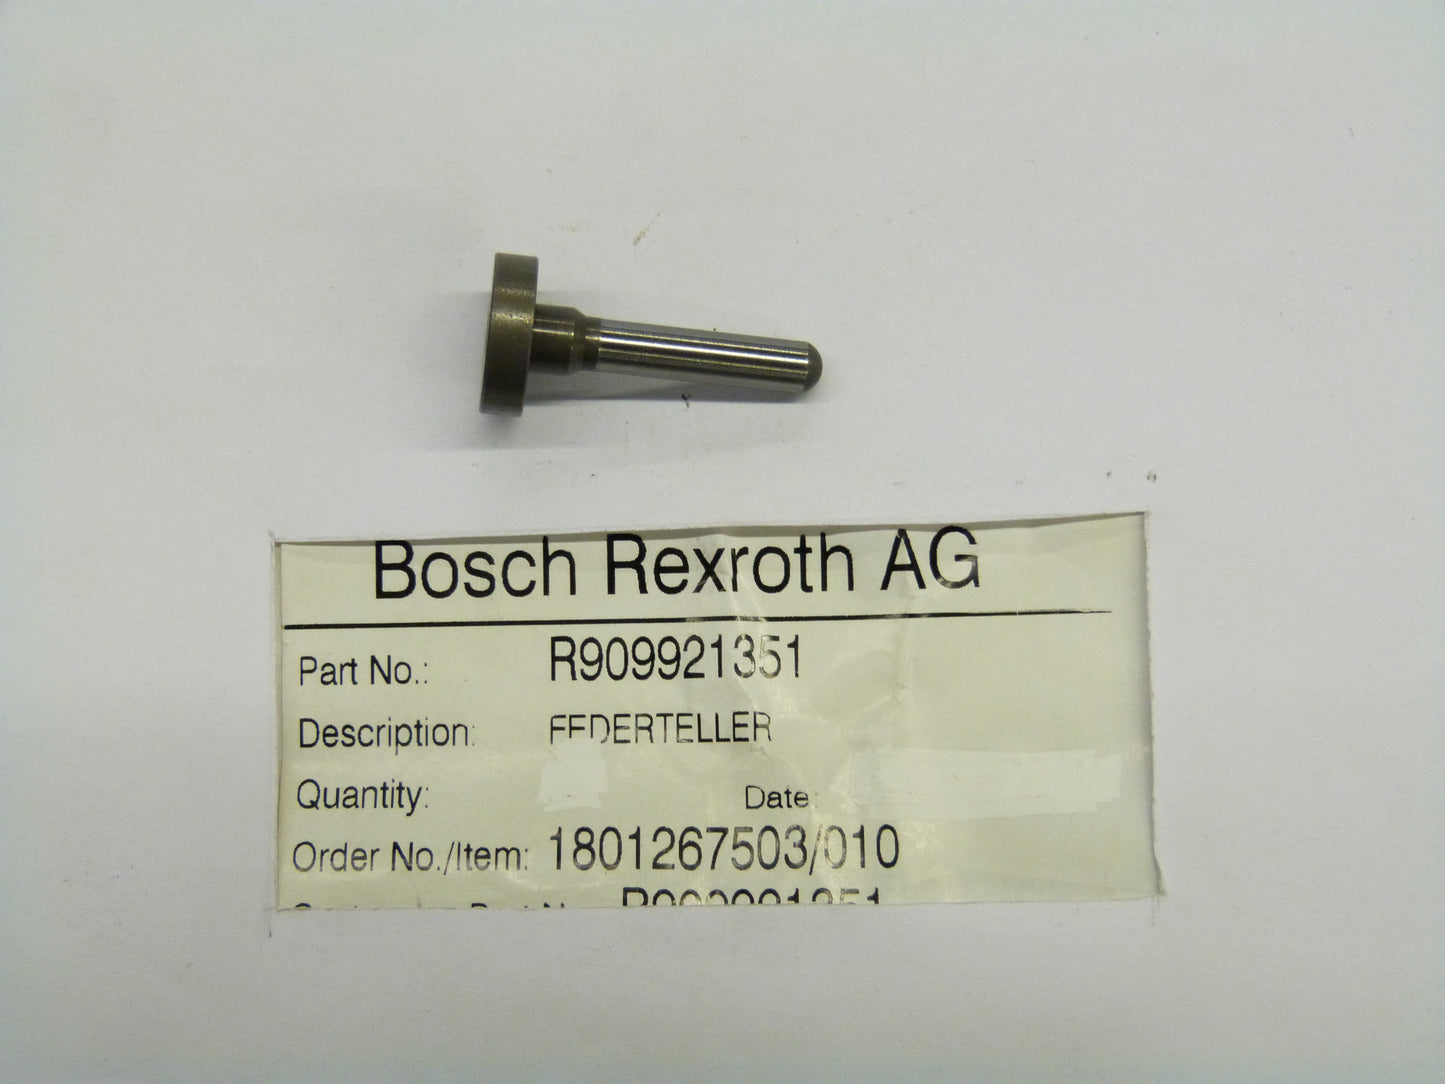 Bosch Rexroth AG
Part No.: R909921351
Description: FEDERTELLER
Quantity: Date:
Order No./Item: 1801267503/010